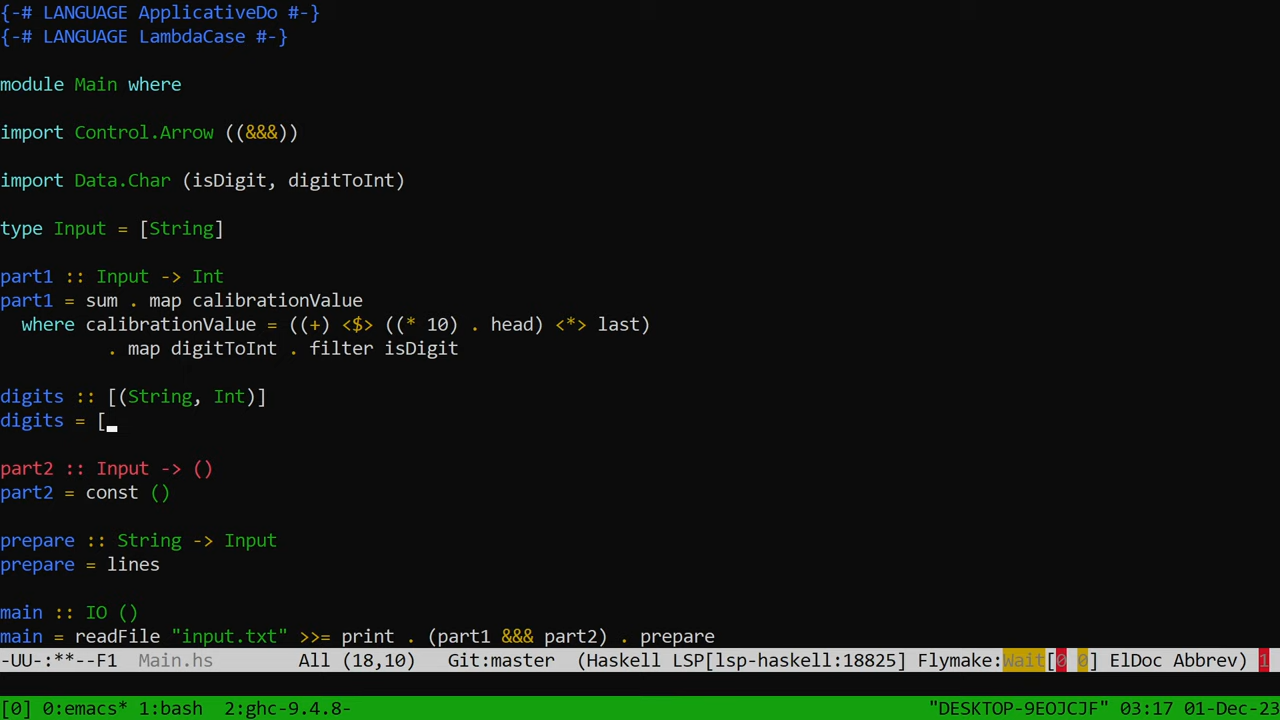 {-# LANGUAGE ApplicativeDo #-}
{-# LANGUAGE LambdaCase #-}
module Main where
import Control.Arrow ((&&&))
import Data.Char (isDigit, digitToInt)
type Input = [String]
part1 :: Input -> Int
part1 = sum . map calibrationValue
  where calibrationValue = ((+) <$> ((* 10) . head) <*> last)
          . map digitToInt . filter isDigit
digits :: [(String, Int)]
digits = [
part2 :: Input -> ()
part2 = const ()
prepare :: String -> Input
prepare = lines
main :: IO ()
main = readFile "input.txt" >>= print . (part1 &&& part2) . prepare
-UU-:**--F1  Main.hs        All (18,10)   Git:master  (Haskell LSP[lsp-haskell:18825] Flymake:Wait[0 0] ElDoc Abbrev) 1
[0] 0:emacs* 1:bash  2:ghc-9.4.8- "DESKTOP-9EOJCJF" 03:17 01-Dec-23